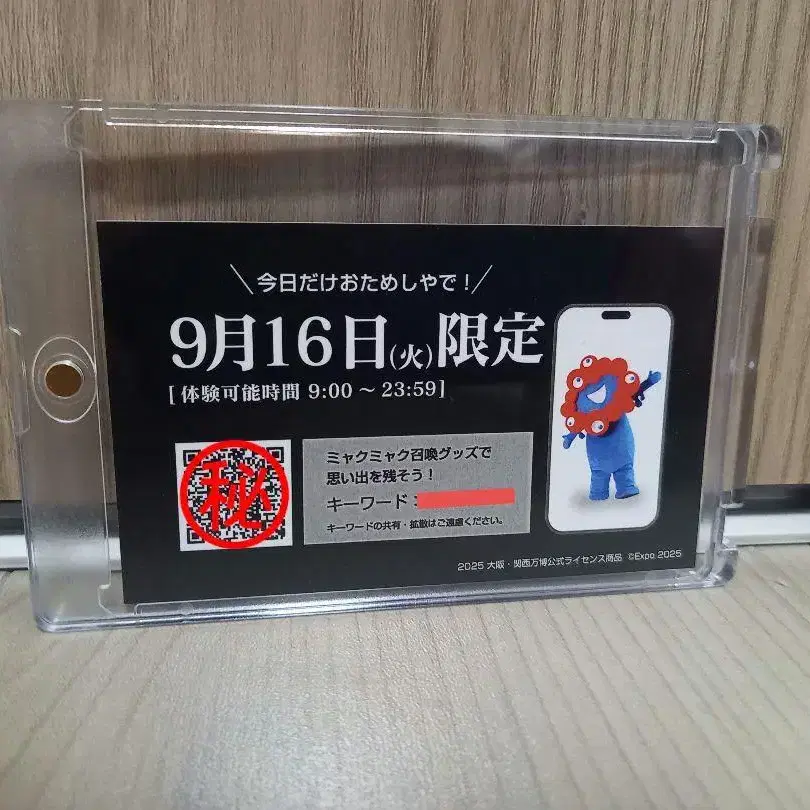 \今日だけおためしやで！/
9月16日(火)限定
[体験可能時間 9:00 ～ 23:59]
秘
ミャクミャク召喚グッズで
思い出を残そう！
キーワード：
キーワードの共有・拡散はご遠慮ください。
2025 大阪・関西万博公式ライセンス商品 ©Expo 2025